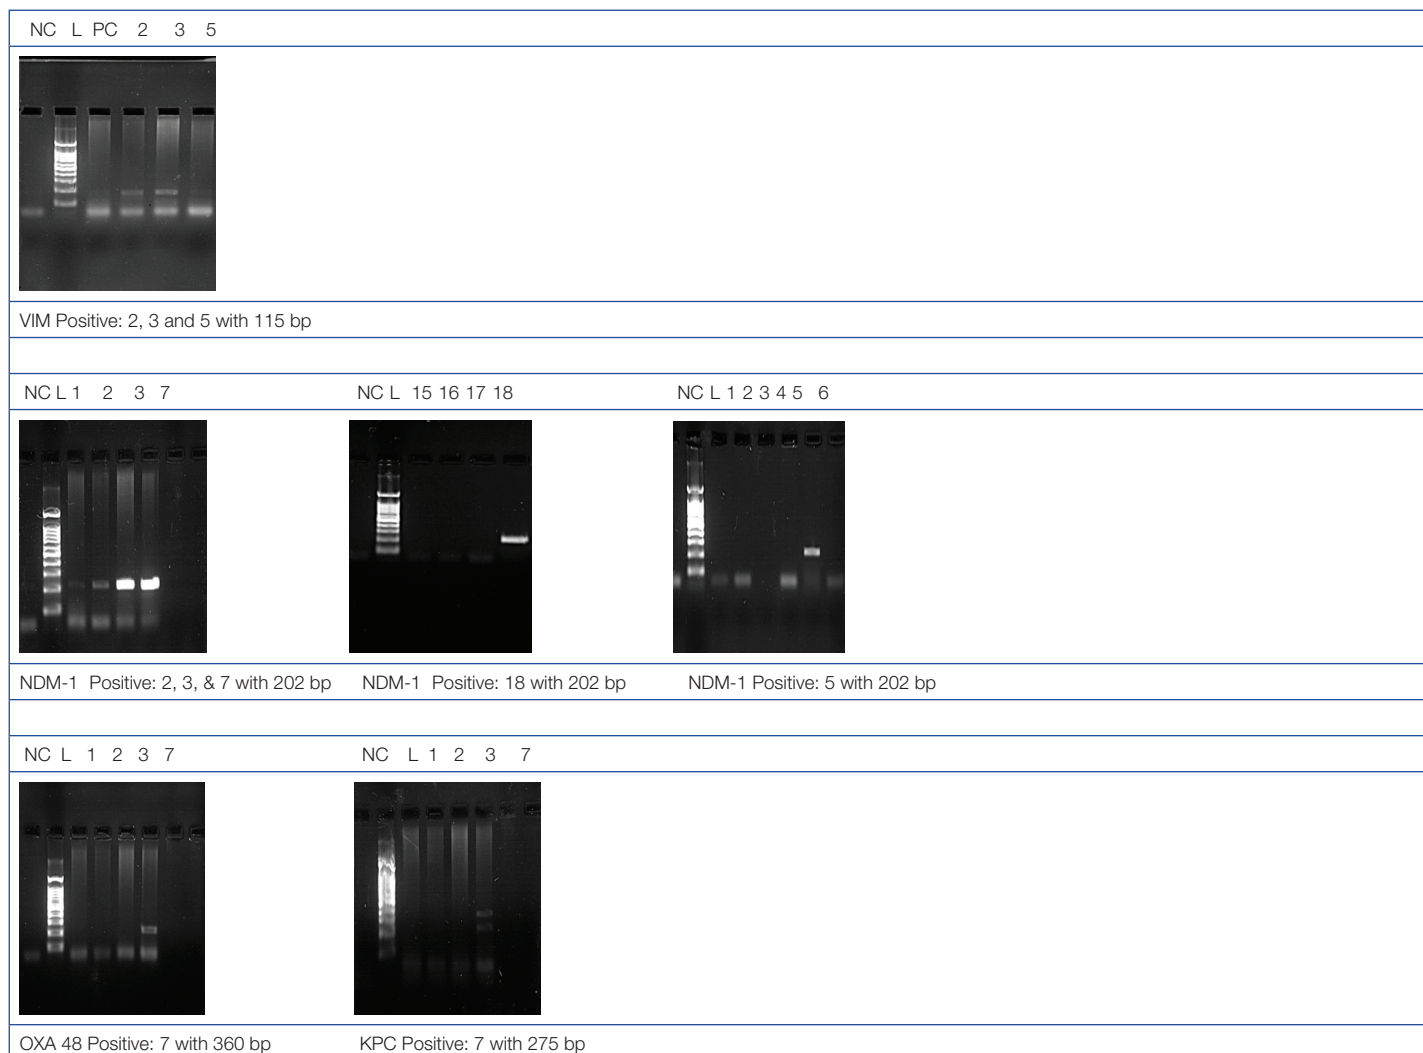 NC L PC 2 3 5
VIM Positive: 2, 3 and 5 with 115 bp
NC L 1 2 3 7
NC L 15 16 17 18
NC L 1 2 3 4 5 6
NDM-1 Positive: 2, 3, & 7 with 202 bp
NDM-1 Positive: 18 with 202 bp
NDM-1 Positive: 5 with 202 bp
NC L 1 2 3 7
NC L 1 2 3 7
OXA 48 Positive: 7 with 360 bp
KPC Positive: 7 with 275 bp